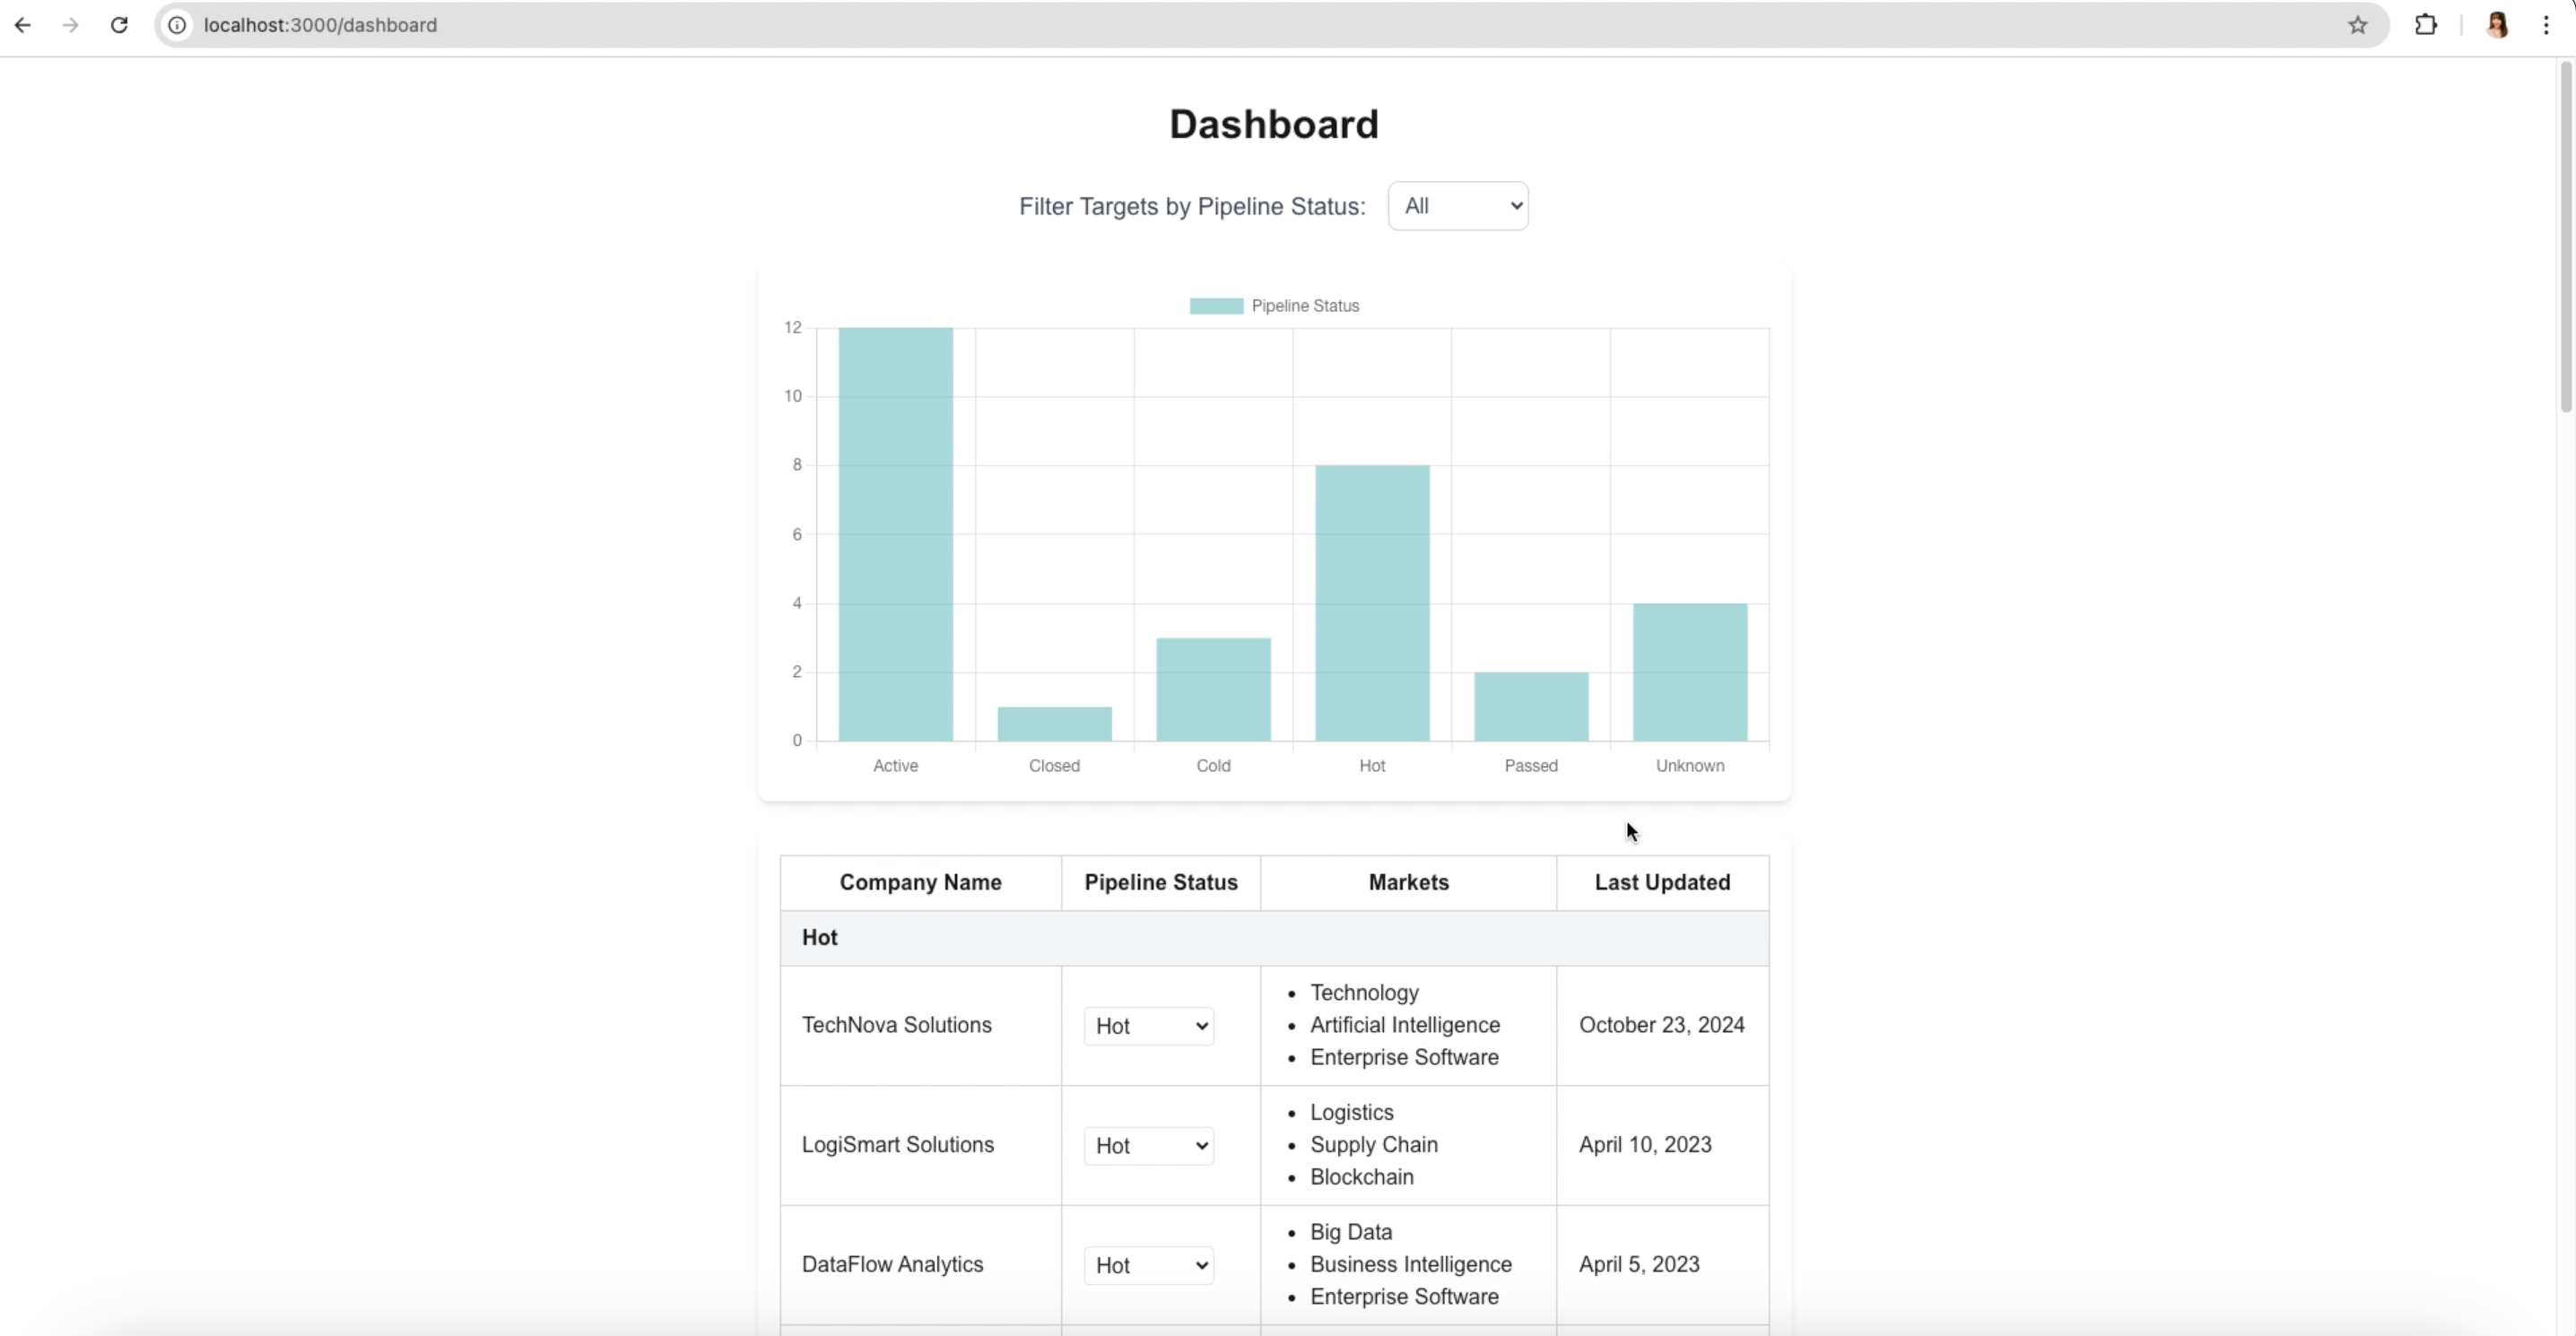 localhost:3000/dashboard
Dashboard
Filter Targets by Pipeline Status: All
Pipeline Status
12
10
8
6
4
2
0
Active Closed Cold Hot Passed Unknown
Company Name Pipeline Status Markets Last Updated
Hot
TechNova Solutions Hot
• Technology
• Artificial Intelligence
• Enterprise Software
October 23, 2024
LogiSmart Solutions Hot
• Logistics
• Supply Chain
• Blockchain
April 10, 2023
DataFlow Analytics Hot
• Big Data
• Business Intelligence
• Enterprise Software
April 5, 2023